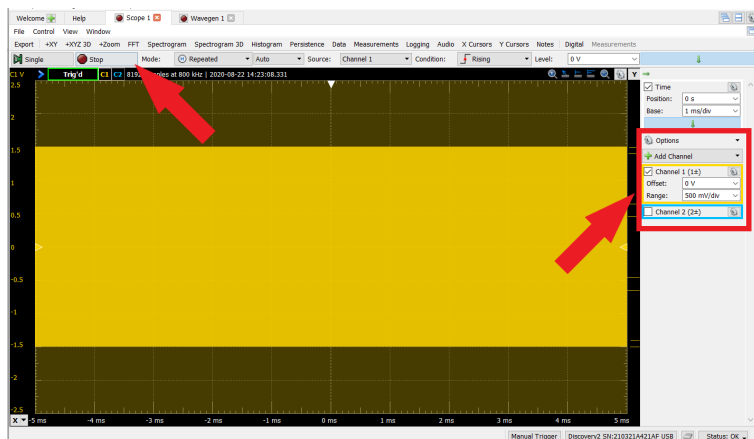 Welcome Help Scope 1 Wavegen 1
File Control View Window
Export +XY +XYZ 3D +Zoom FFT Spectrogram Spectrogram 3D Histogram Persistence Data Measurements Logging Audio X Cursors Y Cursors Notes Digital Measurements
Single Stop Mode: Repeated Auto Source: Channel 1 Condition: Rising Level: 0 V
C1 V Trig'd C1 C2 at 800 kHz | 2020-08-22 14:23:08.331 Y
2.5
2
1.5
1
0.5
0
-0.5
-1
-1.5
-2
-2.5
X -5 ms -4 ms -3 ms -2 ms -1 ms 0 ms 1 ms 2 ms 3 ms 4 ms 5 ms
Time
Position: 0 s
Base: 1 ms/div
Options
Add Channel
Channel 1 (1±)
Offset: 0 V
Range: 500 mV/div
Channel 2 (2±)
Manual Trigger Discovery2 SN:210321A421AF USB Status: OK